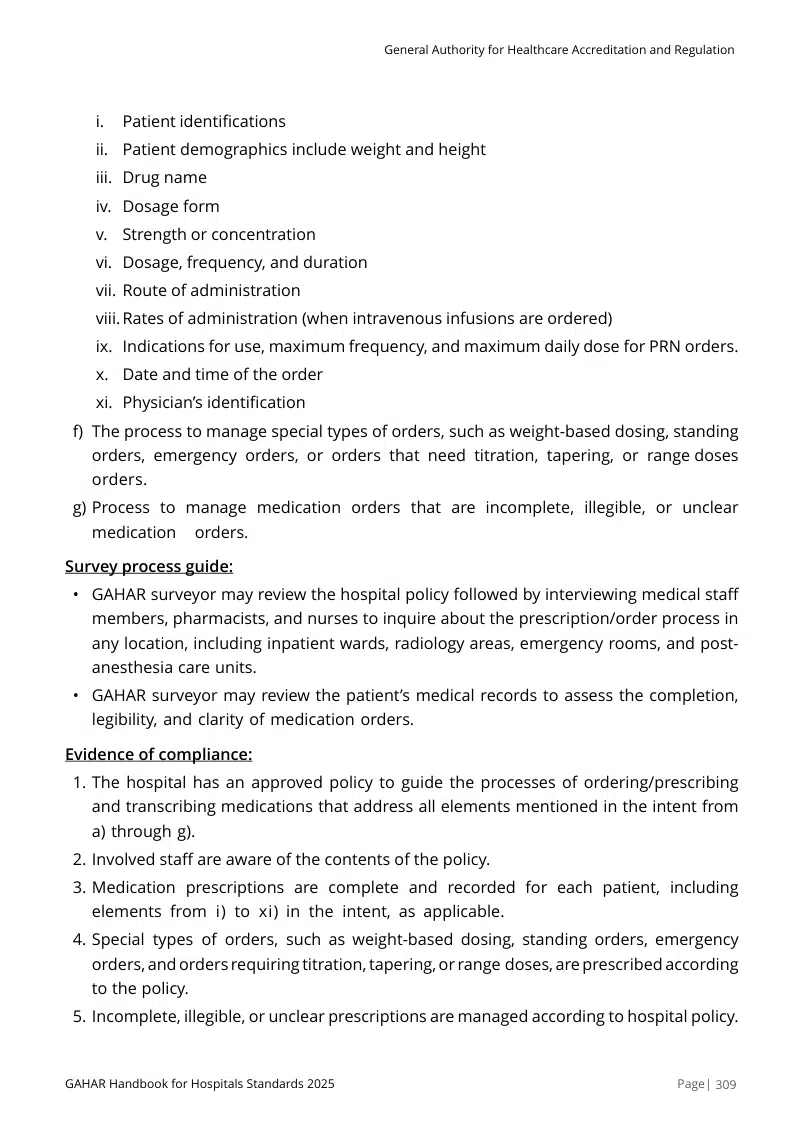 General Authority for Healthcare Accreditation and Regulation
i. Patient identifications
ii. Patient demographics include weight and height
iii. Drug name
iv. Dosage form
v. Strength or concentration
vi. Dosage, frequency, and duration
vii. Route of administration
viii. Rates of administration (when intravenous infusions are ordered)
ix. Indications for use, maximum frequency, and maximum daily dose for PRN orders.
x. Date and time of the order
xi. Physician’s identification
f) The process to manage special types of orders, such as weight-based dosing, standing
orders, emergency orders, or orders that need titration, tapering, or range doses
orders.
g) Process to manage medication orders that are incomplete, illegible, or unclear
medication orders.
Survey process guide:
• GAHAR surveyor may review the hospital policy followed by interviewing medical staff
members, pharmacists, and nurses to inquire about the prescription/order process in
any location, including inpatient wards, radiology areas, emergency rooms, and post-
anesthesia care units.
• GAHAR surveyor may review the patient’s medical records to assess the completion,
legibility, and clarity of medication orders.
Evidence of compliance:
1. The hospital has an approved policy to guide the processes of ordering/prescribing
and transcribing medications that address all elements mentioned in the intent from
a) through g).
2. Involved staff are aware of the contents of the policy.
3. Medication prescriptions are complete and recorded for each patient, including
elements from i) to xi) in the intent, as applicable.
4. Special types of orders, such as weight-based dosing, standing orders, emergency
orders, and orders requiring titration, tapering, or range doses, are prescribed according
to the policy.
5. Incomplete, illegible, or unclear prescriptions are managed according to hospital policy.
GAHAR Handbook for Hospitals Standards 2025
Page| 309